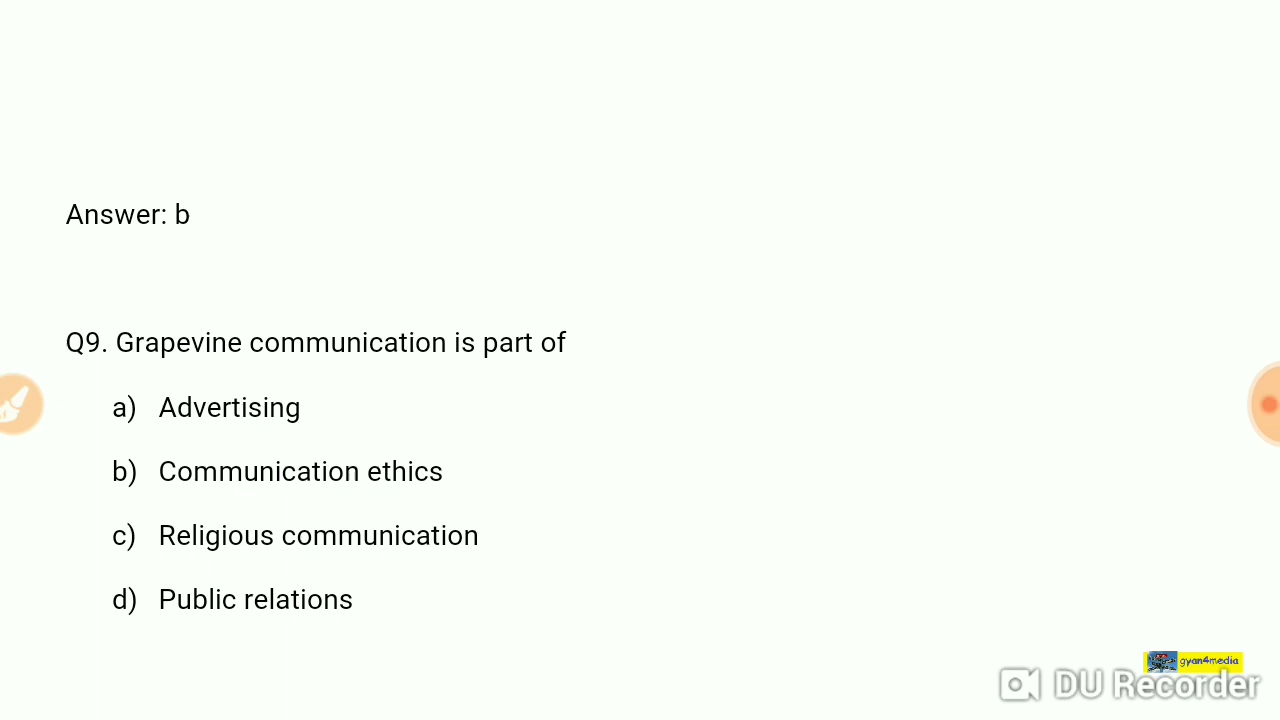 Answer: b
Q9. Grapevine communication is part of
a) Advertising
b) Communication ethics
c) Religious communication
d) Public relations
gyan4media
DU Recorder